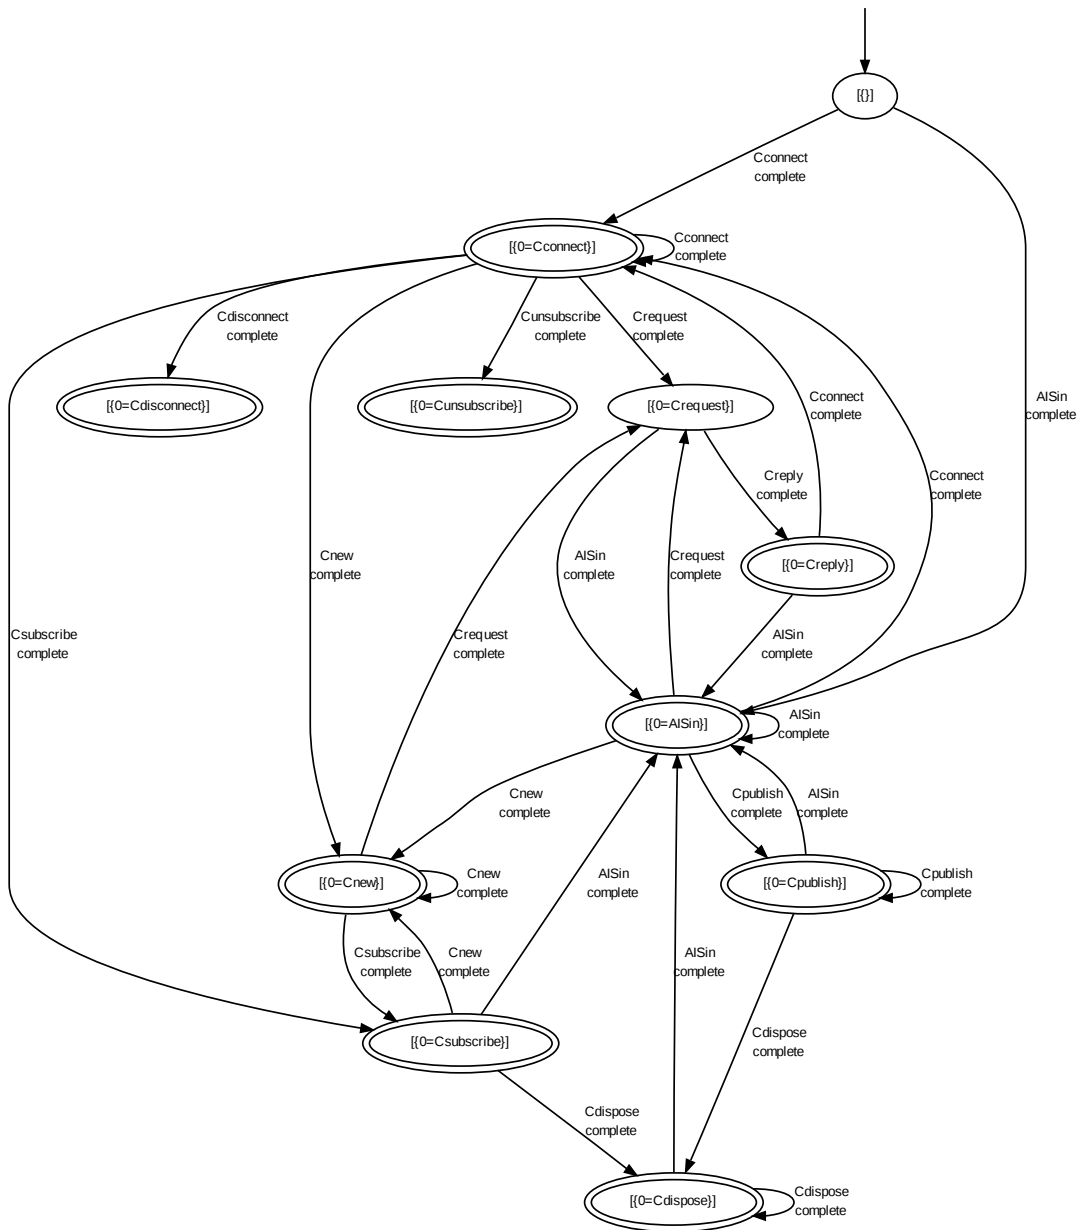 [{}]
Cconnect
complete
[{0=Cconnect}]
Cconnect
complete
Cdisconnect
complete
Cunsubscribe
complete
Crequest
complete
[{0=Cdisconnect}]
[{0=Cunsubscribe}]
[{0=Crequest}]
Cconnect
complete
AISin
complete
Cconnect
complete
Creply
complete
Cnew
complete
AISin
complete
Crequest
complete
[{0=Creply}]
Csubscribe
complete
Crequest
complete
AISin
complete
[{0=AISin}]
AISin
complete
Cnew
complete
Cpublish
complete
AISin
complete
[{0=Cnew}]
Cnew
complete
AISin
complete
[{0=Cpublish}]
Cpublish
complete
Csubscribe
complete
Cnew
complete
AISin
complete
[{0=Csubscribe}]
Cdispose
complete
Cdispose
complete
[{0=Cdispose}]
Cdispose
complete